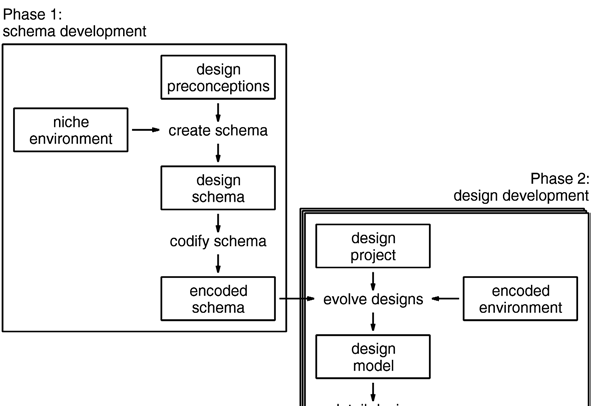 Phase 1:
schema development
design
preconceptions
niche
environment
create schema
design
schema
codify schema
encoded
schema
Phase 2:
design development
design
project
evolve designs
encoded
environment
design
model